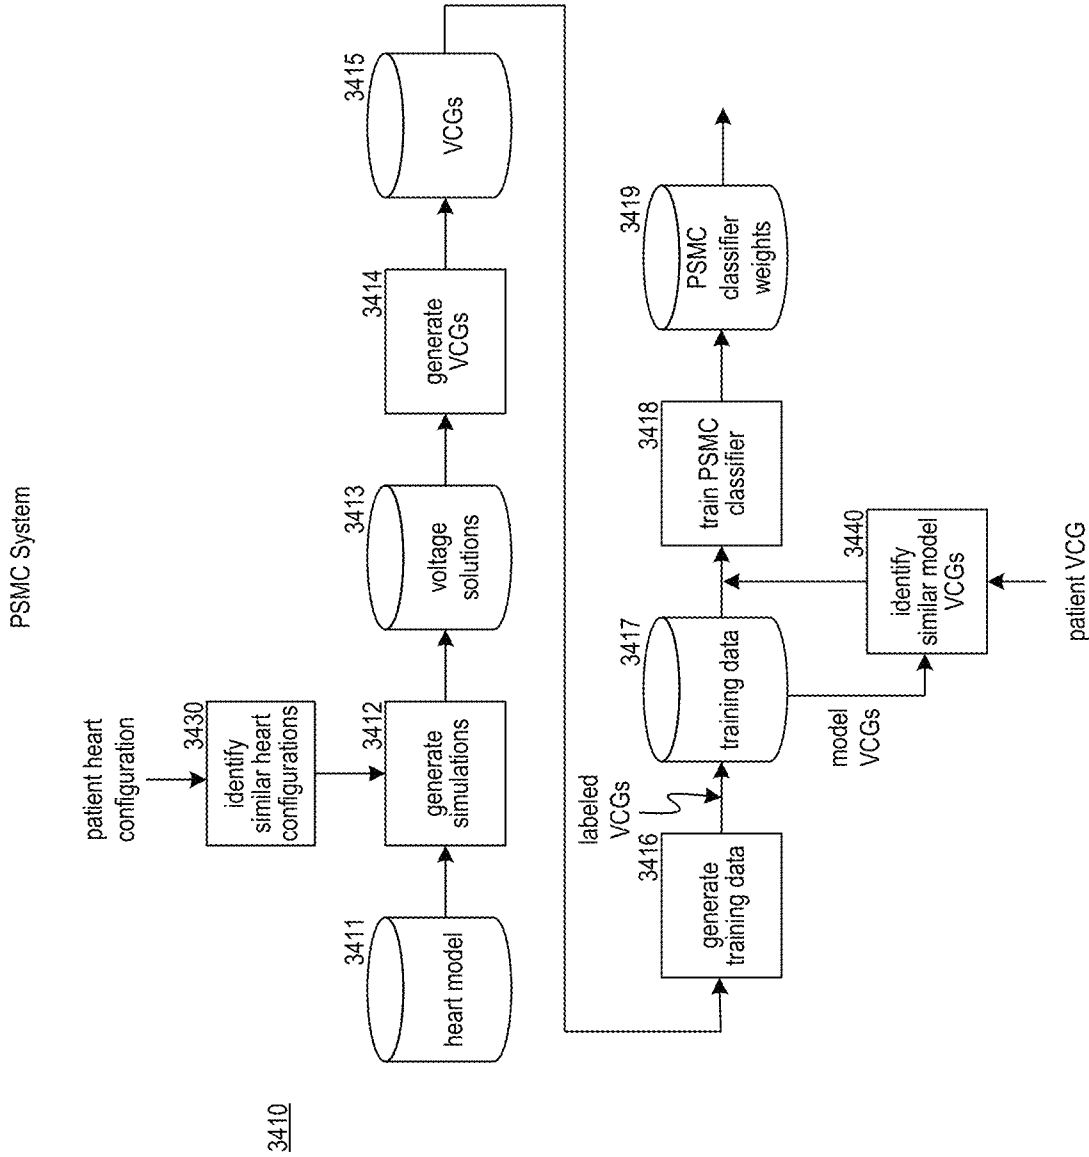 PSMC System
3410
patient heart
configuration
3430
identify
similar heart
configurations
3411
heart model
3412
generate
simulations
3413
voltage
solutions
3414
generate
VCGs
3415
VCGs
3416
generate
training data
labeled
VCGs
3417
training data
model
VCGs
3440
identify
similar model
VCGs
patient VCG
3418
train PSMC
classifier
3419
PSMC
classifier
weights